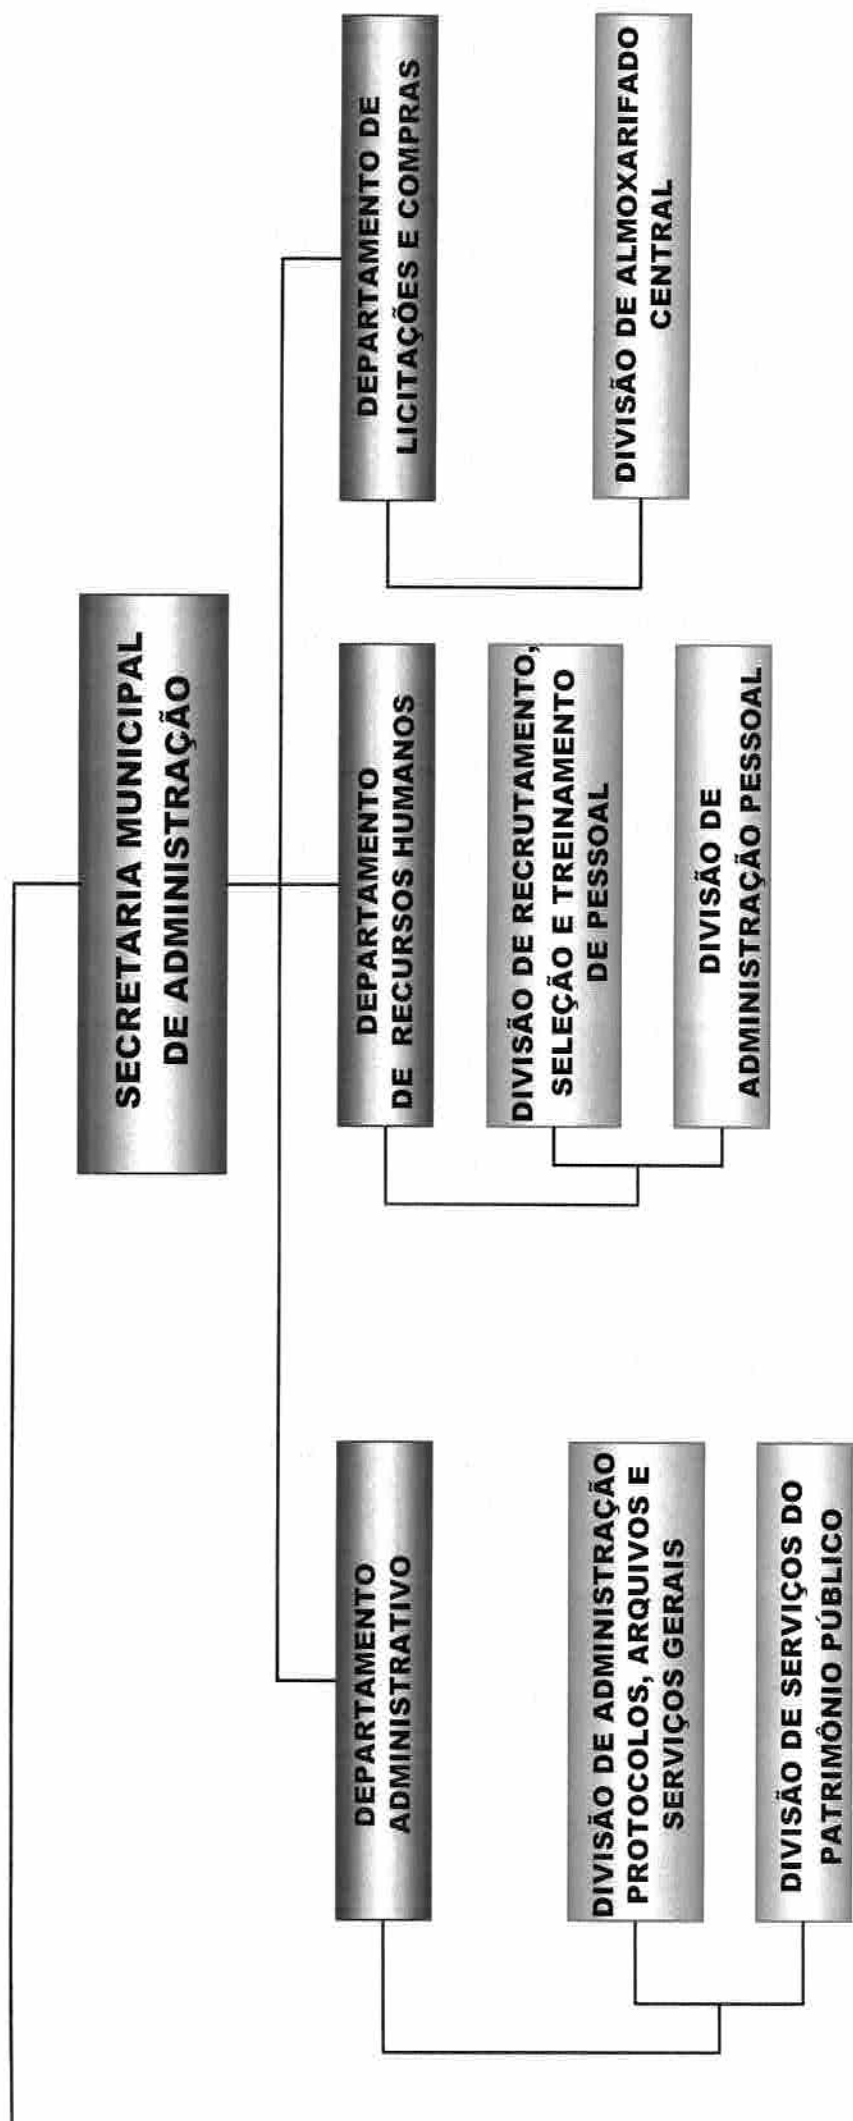 SECRETARIA MUNICIPAL
DE ADMINISTRAÇÃO
DEPARTAMENTO
ADMINISTRATIVO
DIVISÃO DE ADMINISTRAÇÃO
PROTOCOLOS, ARQUIVOS E
SERVIÇOS GERAIS
DIVISÃO DE SERVIÇOS DO
PATRIMÔNIO PÚBLICO
DEPARTAMENTO
DE RECURSOS HUMANOS
DIVISÃO DE RECRUTAMENTO,
SELEÇÃO E TREINAMENTO
DE PESSOAL
DIVISÃO DE
ADMINISTRAÇÃO PESSOAL
DEPARTAMENTO DE
LICITAÇÕES E COMPRAS
DIVISÃO DE ALMOXARIFADO
CENTRAL